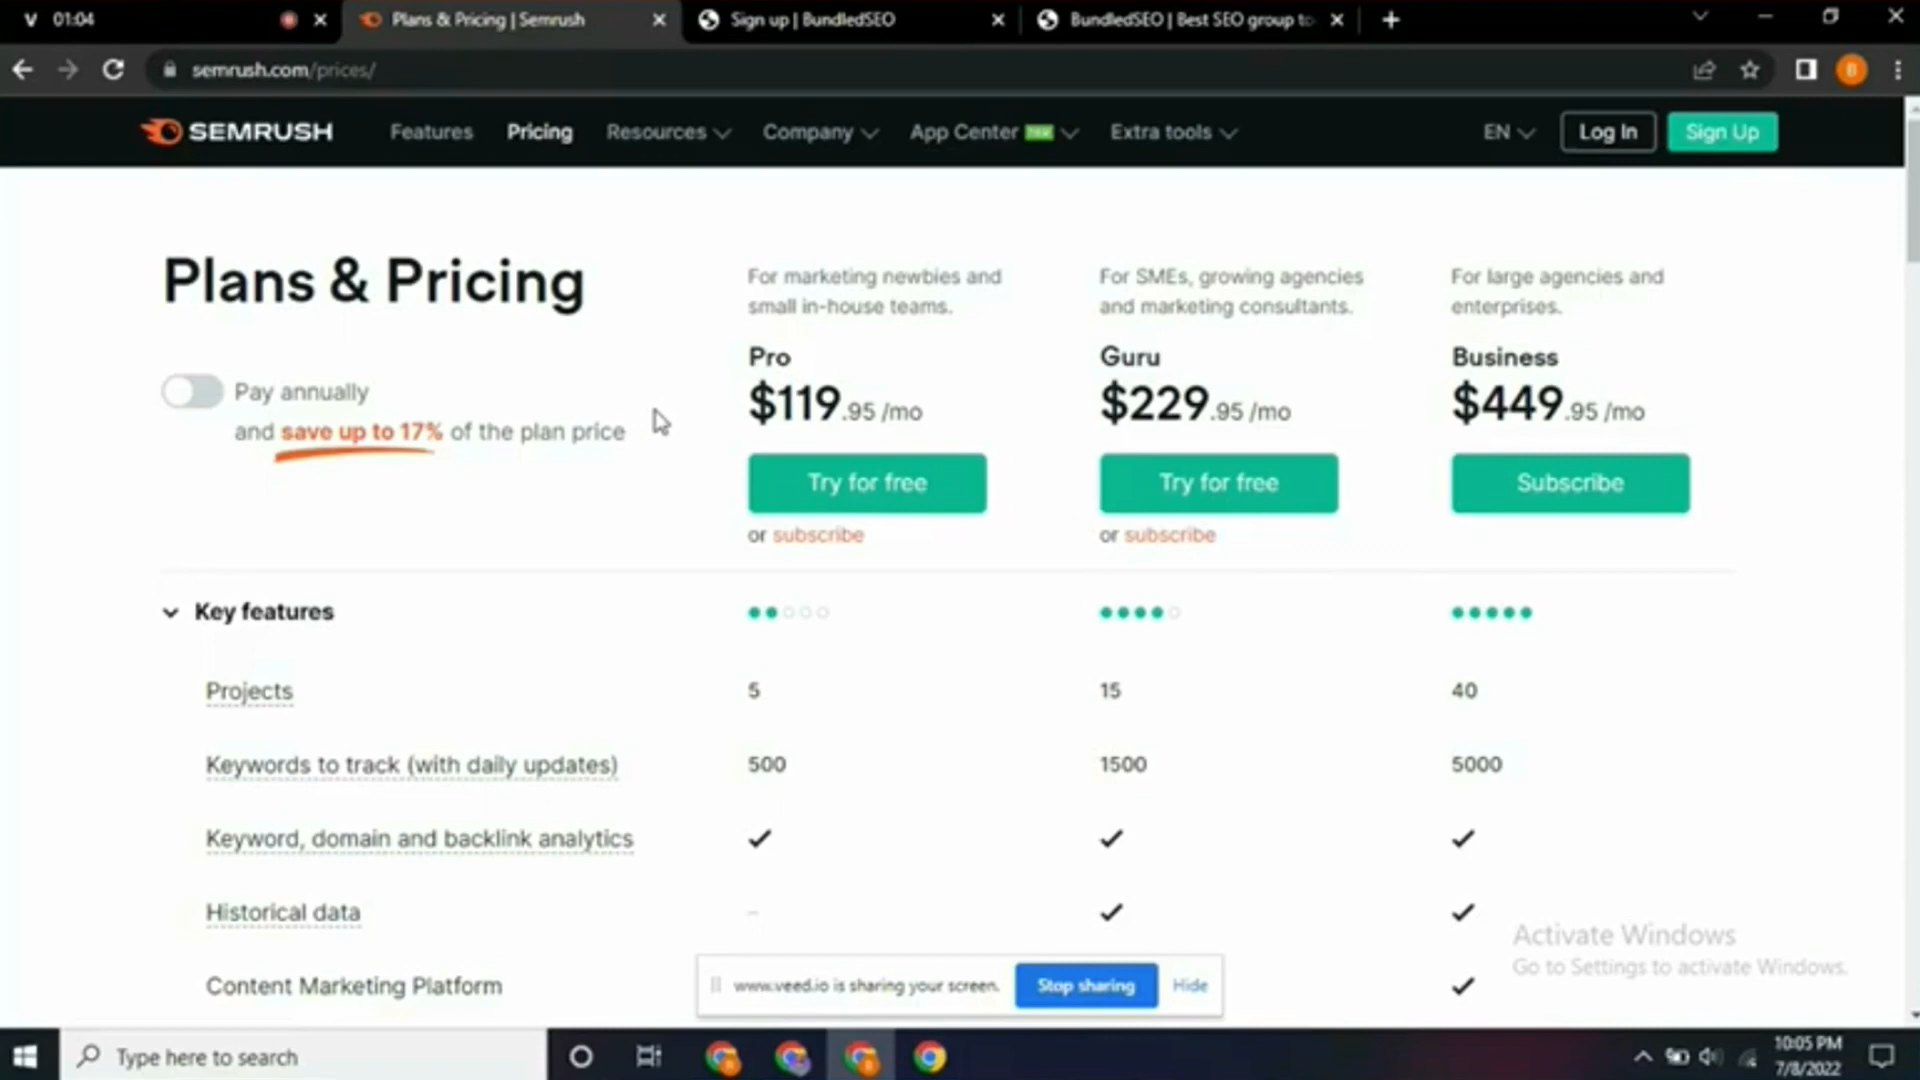 V 01:04
Plans & Pricing | Semrush
Sign up | BundledSEO
BundledSEO | Best SEO group to
semrush.com/prices/
B
SEMRUSH
Features
Pricing
Resources
Company
App Center
Extra tools
EN
Log In
Sign Up
Plans & Pricing
Pay annually
and save up to 17% of the plan price
For marketing newbies and
small in-house teams.
Pro
$119.95 /mo
Try for free
or subscribe
For SMEs, growing agencies
and marketing consultants.
Guru
$229.95 /mo
Try for free
or subscribe
For large agencies and
enterprises.
Business
$449.95 /mo
Subscribe
Key features
Projects 5 15 40
Keywords to track (with daily updates) 500 1500 5000
Keyword, domain and backlink analytics
Historical data –
Content Marketing Platform
Activate Windows
Go to Settings to activate Windows.
www.veed.io is sharing your screen. Stop sharing Hide
Type here to search
10:05 PM
7/8/2022